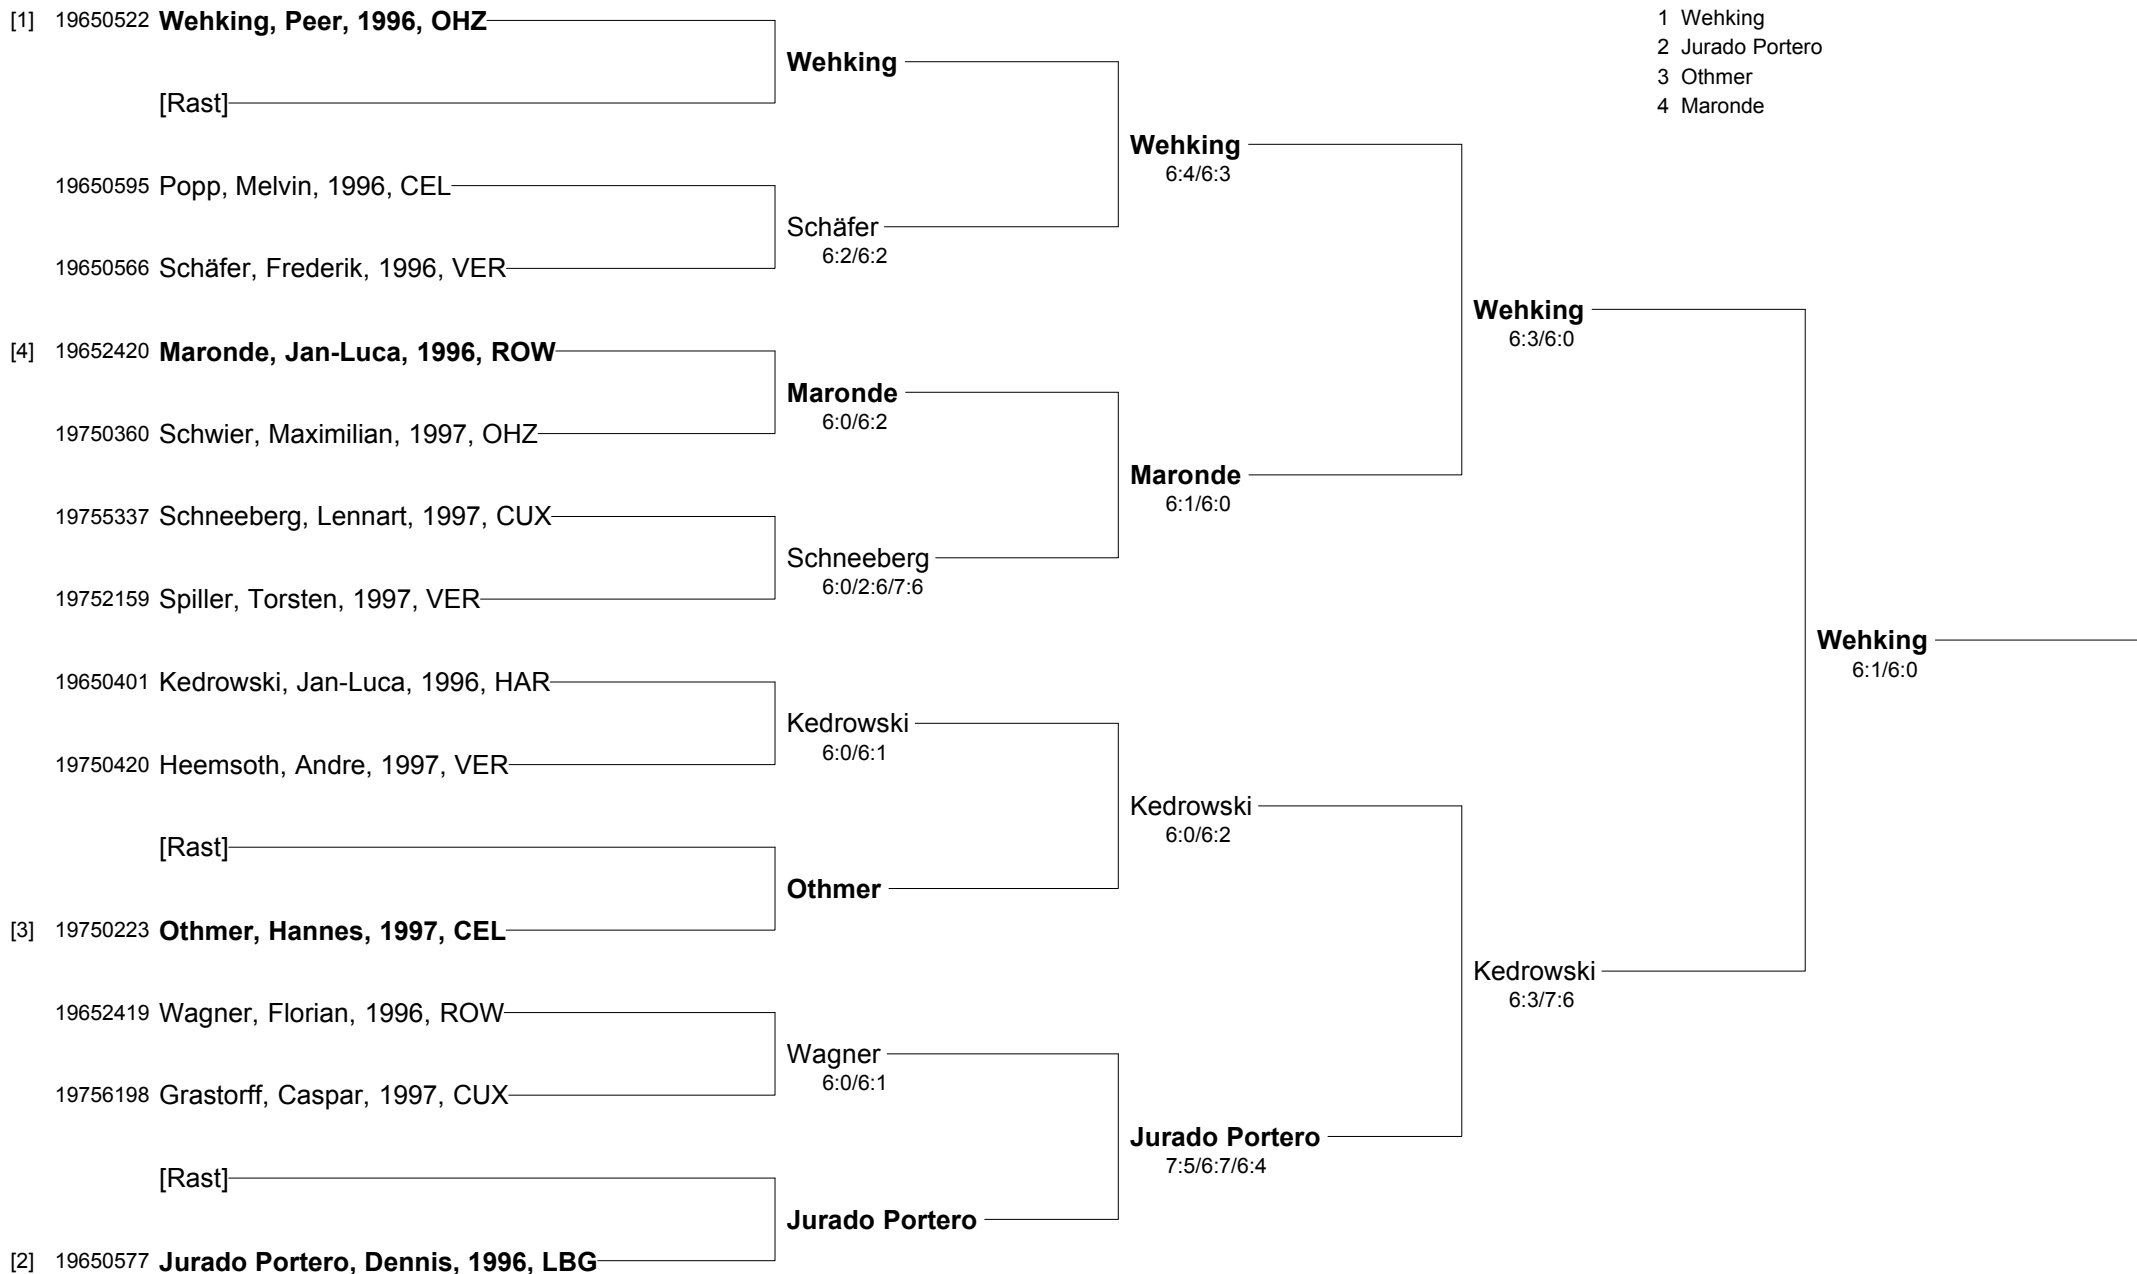 [1] 19650522 Wehking, Peer, 1996, OHZ
[Rast]
19650595 Popp, Melvin, 1996, CEL
19650566 Schäfer, Frederik, 1996, VER
[4] 19652420 Maronde, Jan-Luca, 1996, ROW
19750360 Schwier, Maximilian, 1997, OHZ
19755337 Schneeberg, Lennart, 1997, CUX
19752159 Spiller, Torsten, 1997, VER
19650401 Kedrowski, Jan-Luca, 1996, HAR
19750420 Heemsoth, Andre, 1997, VER
[Rast]
[3] 19750223 Othmer, Hannes, 1997, CEL
19652419 Wagner, Florian, 1996, ROW
19756198 Grastorff, Caspar, 1997, CUX
[Rast]
[2] 19650577 Jurado Portero, Dennis, 1996, LBG
Wehking
Schäfer
6:2/6:2
Maronde
6:0/6:2
Schneeberg
6:0/2:6/7:6
Kedrowski
6:0/6:1
Othmer
Wagner
6:0/6:1
Jurado Portero
Wehking
6:4/6:3
Maronde
6:1/6:0
Kedrowski
6:0/6:2
Jurado Portero
7:5/6:7/6:4
Wehking
6:3/6:0
Kedrowski
6:3/7:6
Wehking
6:1/6:0
1 Wehking
2 Jurado Portero
3 Othmer
4 Maronde